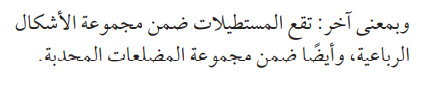 وبمعنى آخر: تقع المستطيلات ضمن مجموعة الأشكال
الرباعية، وأيضًا ضمن مجموعة المضلعات المحدبة.